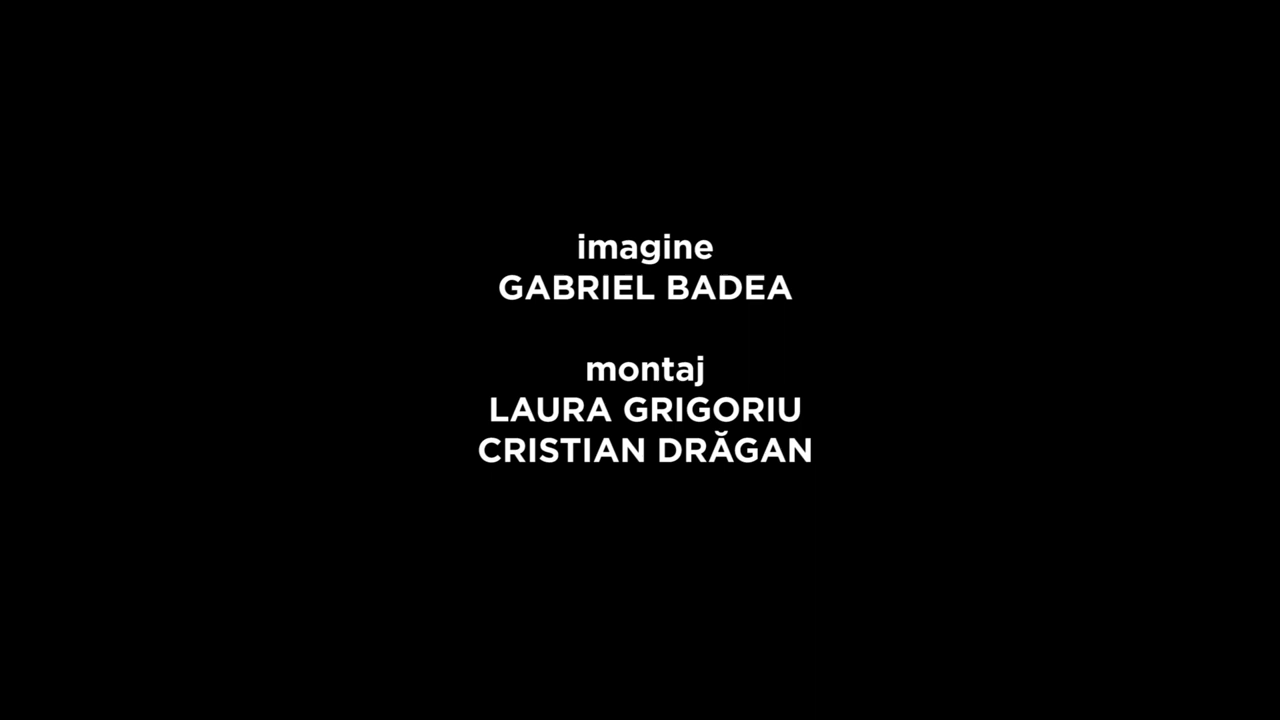 imagine
GABRIEL BADEA
montaj
LAURA GRIGORIU
CRISTIAN DRĂGAN